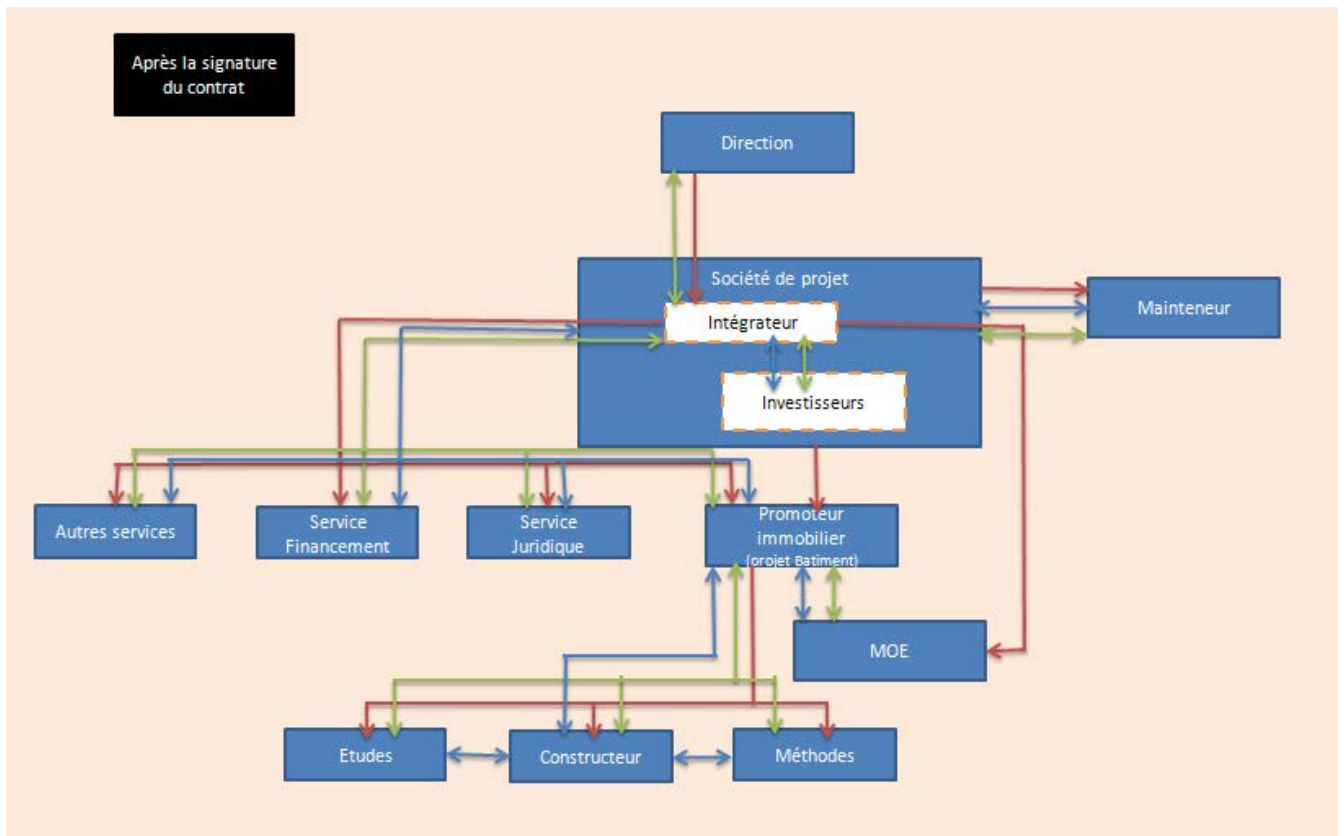 Après la signature
du contrat
Direction
Société de projet
Intégrateur
Mainteneur
Investisseurs
Autres services
Service
Financement
Service
Juridique
Promoteur
immobilier
(projet Batiment)
MOE
Etudes
Constructeur
Méthodes